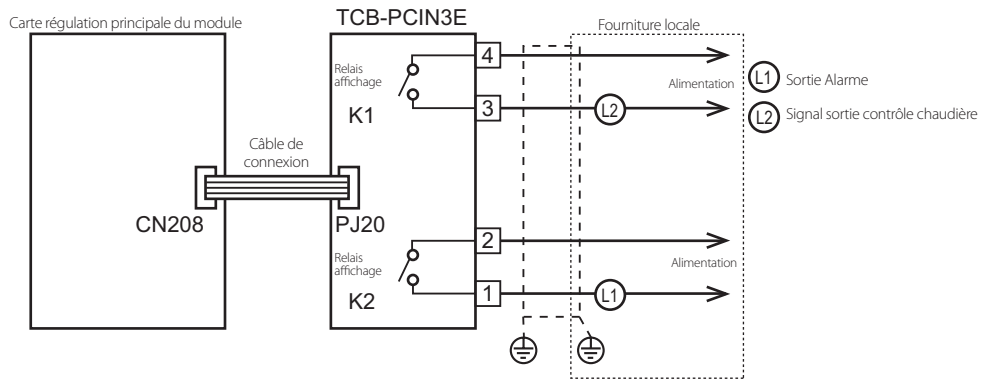 Carte régulation principale du module
TCB-PCIN3E
Fourniture locale
4
Relais
affichage
K1
Alimentation
3
L2
L1 Sortie Alarme
L2 Signal sortie contrôle chaudière
Câble de
connexion
CN208
PJ20
2
Relais
affichage
K2
Alimentation
1
L1